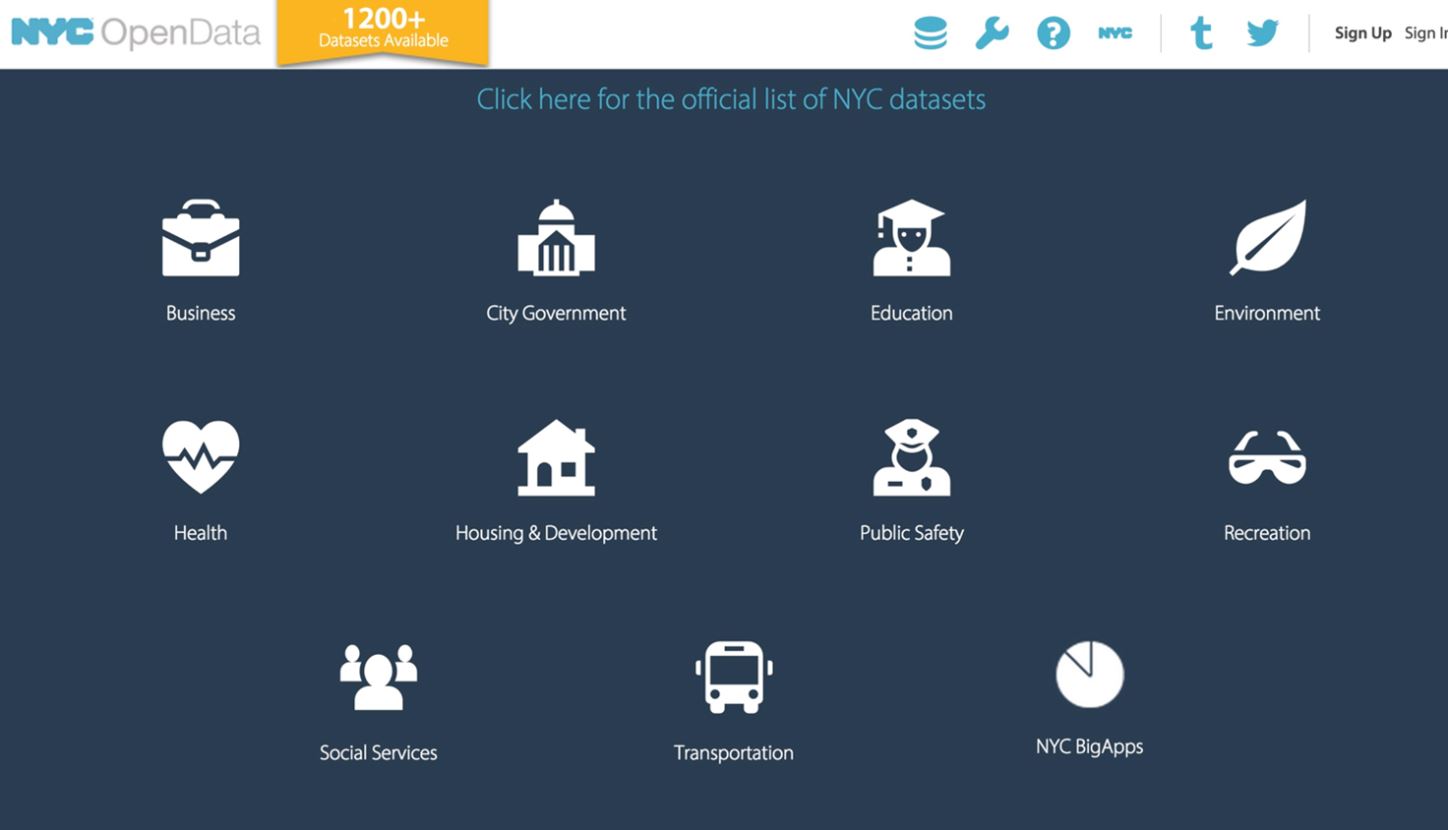 NYC OpenData
1200+
Datasets Available
NYC
Sign Up Sign In
Click here for the official list of NYC datasets
Business
City Government
Education
Environment
Health
Housing & Development
Public Safety
Recreation
Social Services
Transportation
NYC BigApps